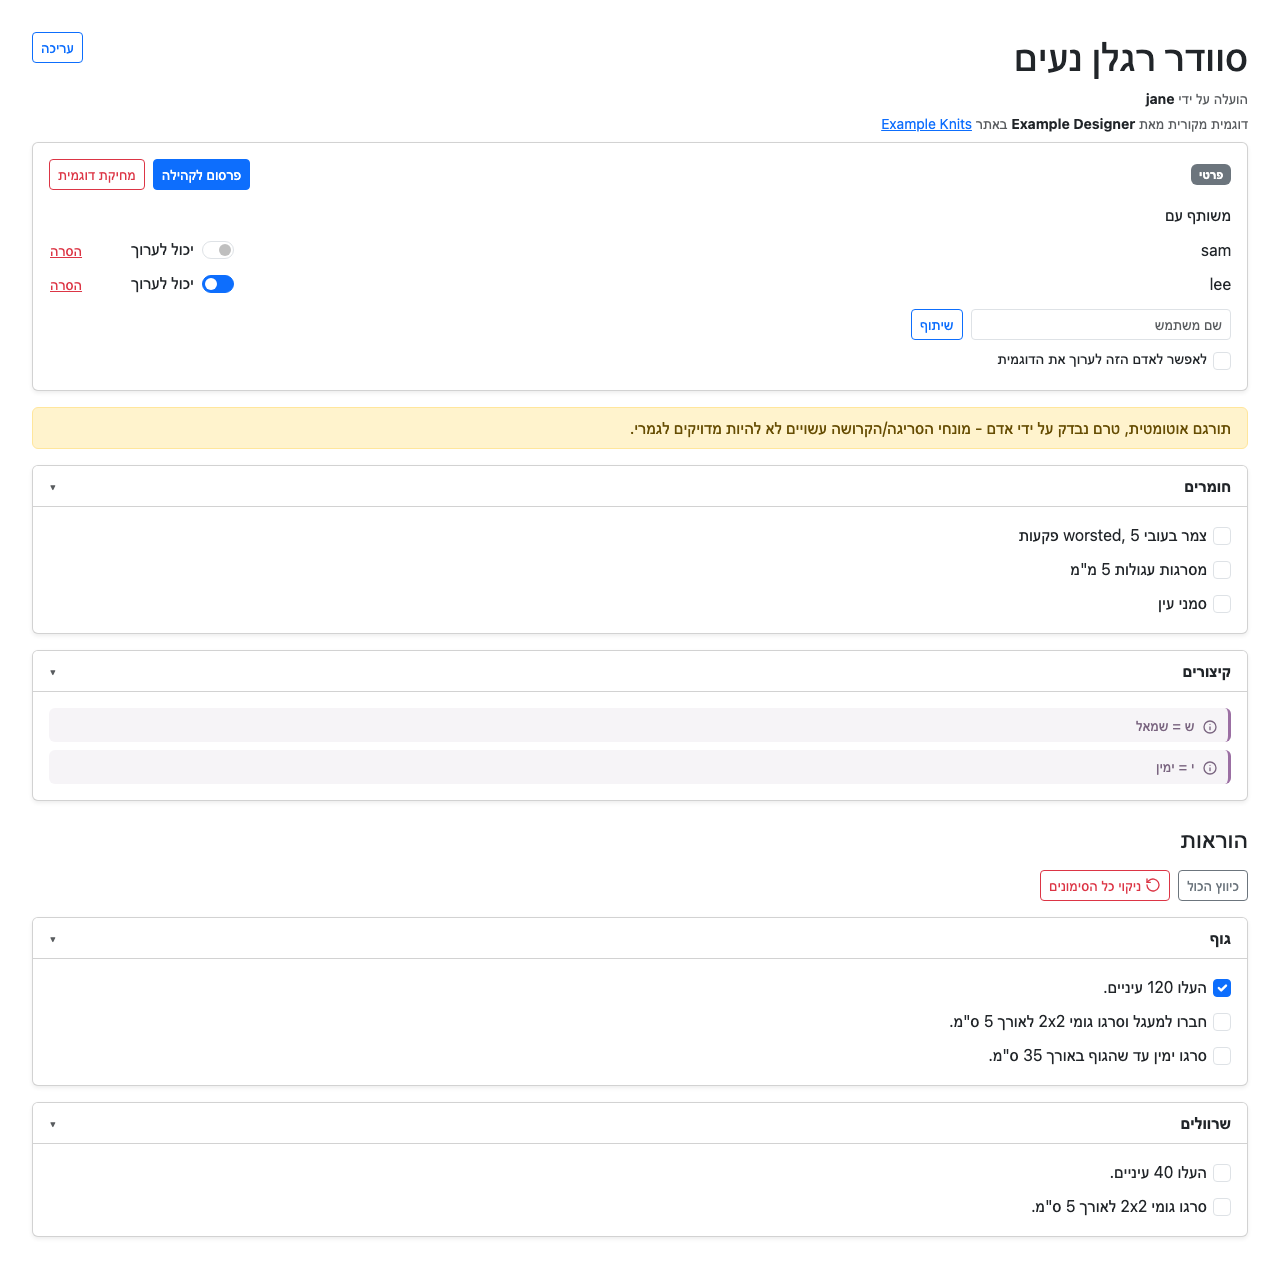 סוודר רגלן נעים
עריכה
הועלה על ידי jane
דוגמית מקורית מאת Example Designer באתר Example Knits
פרטי
פרסום לקהילה
מחיקת דוגמית
משותף עם
sam
יכול לערוך
הסרה
lee
יכול לערוך
הסרה
שם משתמש
שיתוף
לאפשר לאדם הזה לערוך את הדוגמית
תורגם אוטומטית, טרם נבדק על ידי אדם - מונחי הסריגה/הקרושה עשויים לא להיות מדויקים לגמרי.
חומרים
צמר בעובי worsted, 5 פקעות
מסרגות עגולות 5 מ"מ
סמני עין
קיצורים
ש = שמאל
י = ימין
הוראות
כיווץ הכול
ניקוי כל הסימונים
גוף
העלו 120 עיניים.
חברו למעגל וסרגו גומי 2x2 לאורך 5 ס"מ.
סרגו ימין עד שהגוף באורך 35 ס"מ.
שרוולים
העלו 40 עיניים.
סרגו גומי 2x2 לאורך 5 ס"מ.